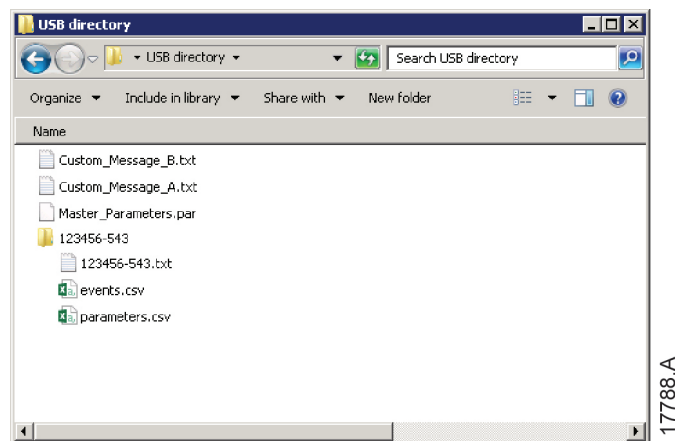 USB directory
USB directory
Search USB directory
Organize
Include in library
Share with
New folder
Name
Custom_Message_B.txt
Custom_Message_A.txt
Master_Parameters.par
123456-543
123456-543.txt
events.csv
parameters.csv
17788.A